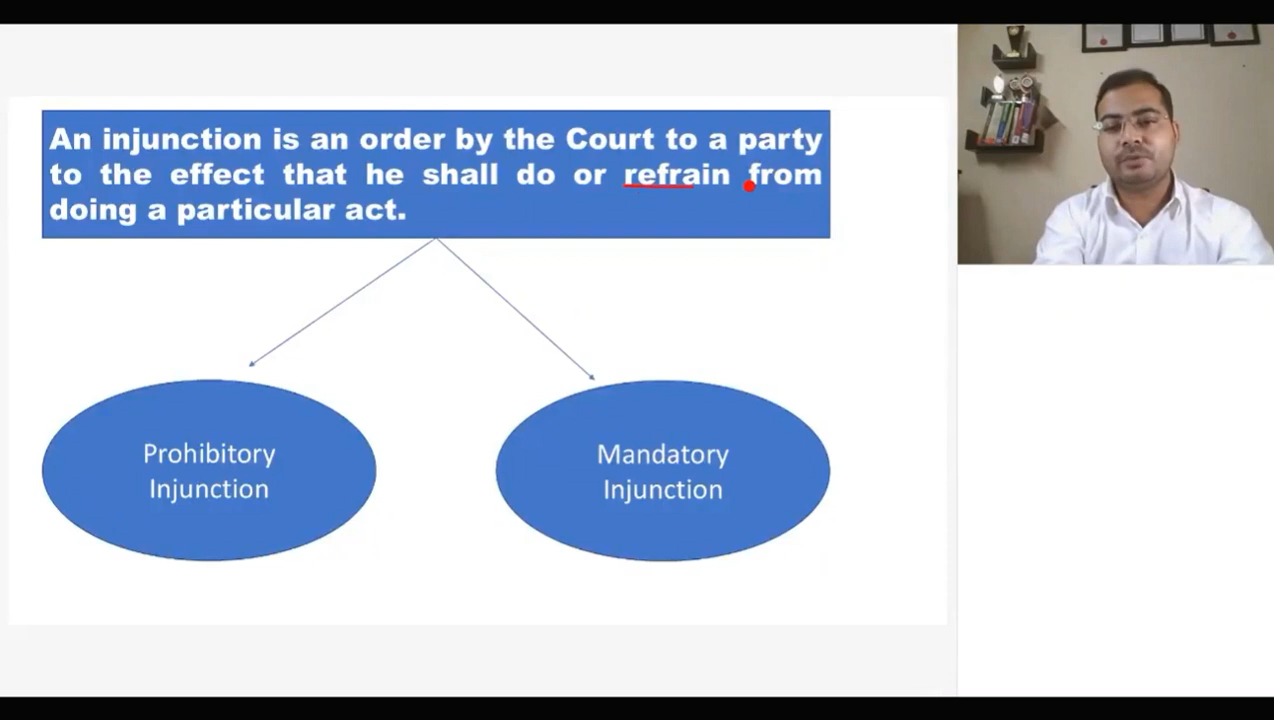 An injunction is an order by the Court to a party
to the effect that he shall do or refrain from
doing a particular act.
Prohibitory
Injunction
Mandatory
Injunction